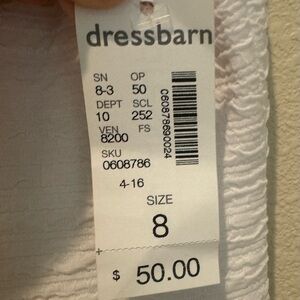 dressbarn
SN OP
8-3 50
DEPT SCL
10 252
VEN FS
8200
SKU
0608786
C60878690024
4-16
SIZE
8
$ 50.00